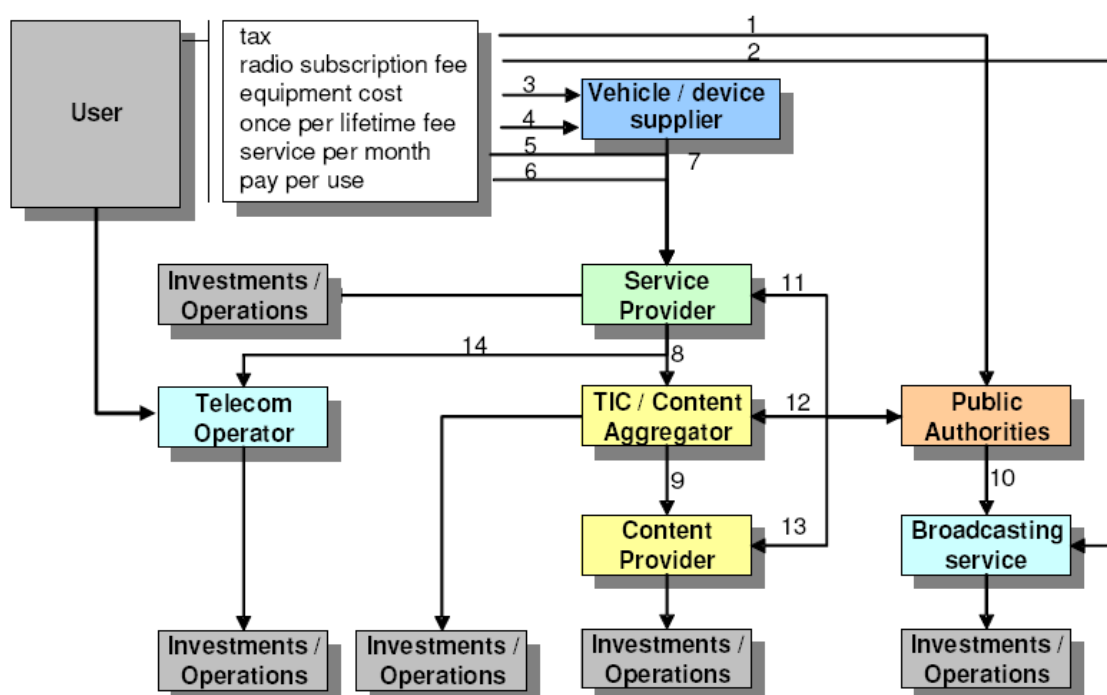 1
tax
2
radio subscription fee
User
equipment cost
3
Vehicle / device
supplier
once per lifetime fee
4
service per month
5
7
pay per use
6
Investments /
Operations
Service
Provider
11
14
8
Telecom
Operator
TIC / Content
Aggregator
12
Public
Authorities
9
10
Content
Provider
13
Broadcasting
service
Investments /
Operations
Investments /
Operations
Investments /
Operations
Investments /
Operations